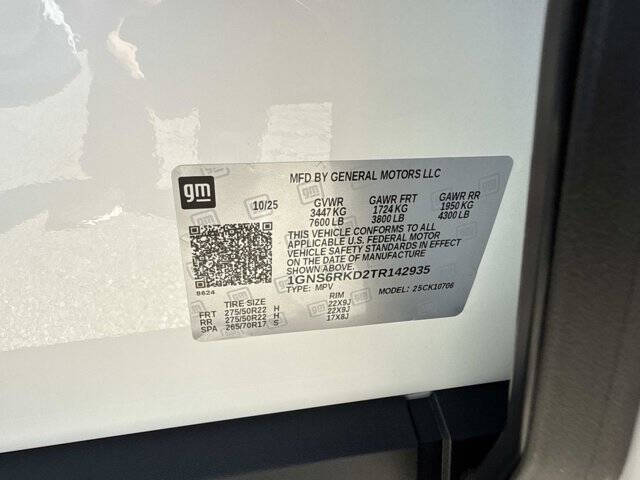 gm
MFD BY GENERAL MOTORS LLC
10/25 GVWR GAWR FRT GAWR RR
3447 KG 1724 KG 1950 KG
7600 LB 3800 LB 4300 LB
THIS VEHICLE CONFORMS TO ALL
APPLICABLE U.S. FEDERAL MOTOR
VEHICLE SAFETY STANDARDS IN EFFECT
ON THE DATE OF MANUFACTURE
SHOWN ABOVE.
1GNS6RKD2TR142935
TYPE: MPV MODEL: 25CK10706
8624
TIRE SIZE RIM
FRT 275/50R22 H 22X9J
RR 275/50R22 H 22X9J
SPA 265/70R17 S 17X8J